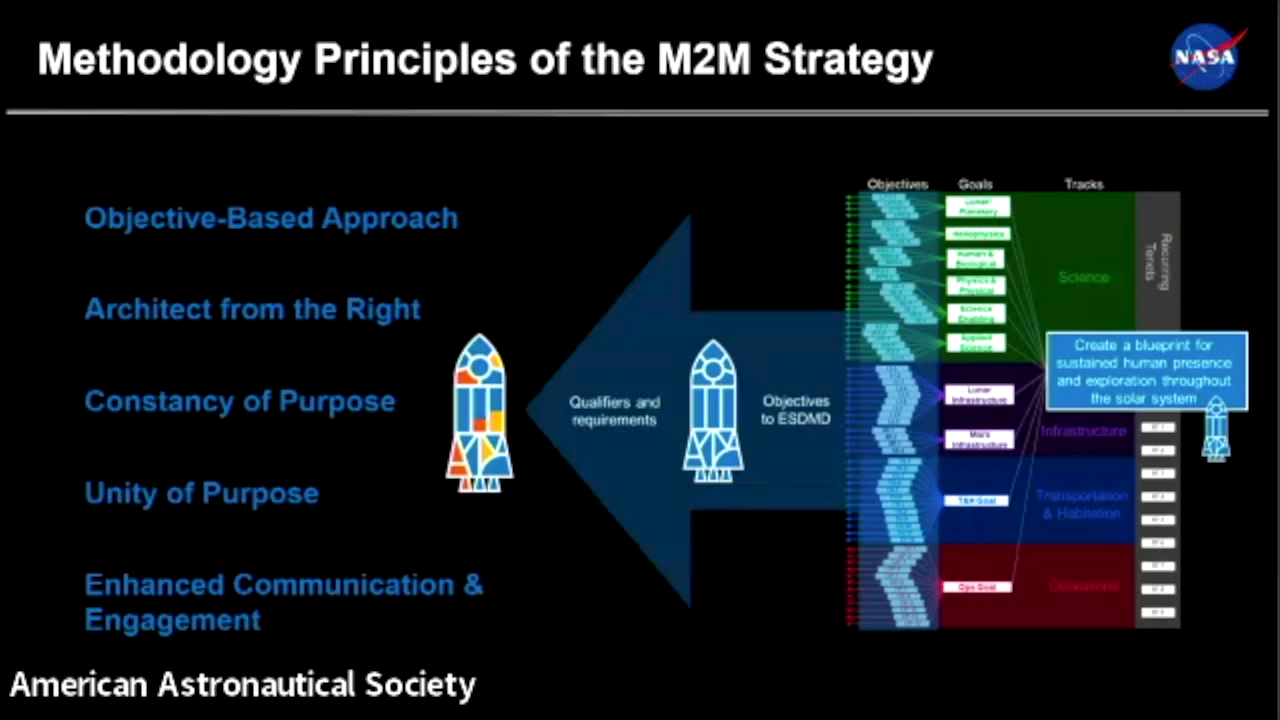 Methodology Principles of the M2M Strategy
NASA
Objective-Based Approach
Architect from the Right
Constancy of Purpose
Unity of Purpose
Enhanced Communication &
Engagement
Qualifiers and
requirements
Objectives
to ESDMD
Objectives
Goals
Tracks
Lunar/
Planetary
Heliophysics
Human &
Biological
Physics &
Physical
Science
Enabling
Applied
Science
Lunar
Infrastructure
Mars
Infrastructure
T&H Goal
Ops Goal
Science
Infrastructure
Transportation
& Habitation
Operations
Recurring
Tenets
Create a blueprint for
sustained human presence
and exploration throughout
the solar system
American Astronautical Society